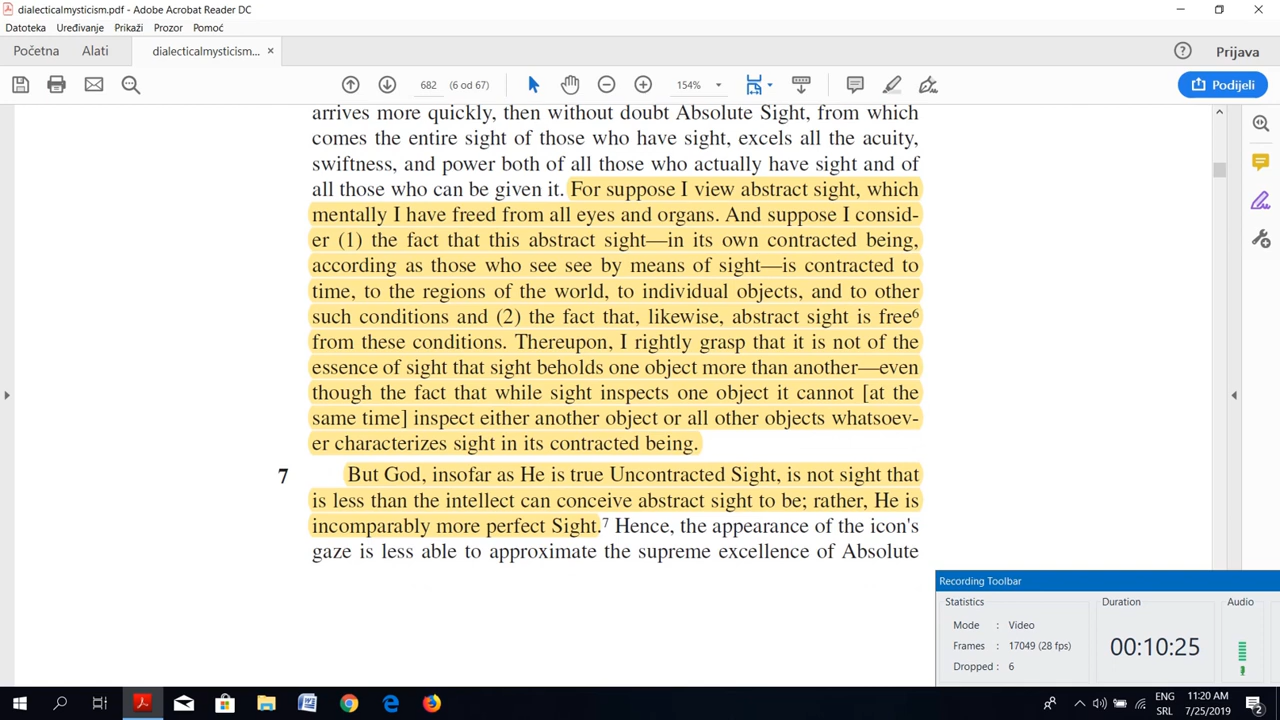 dialecticalmysticism.pdf - Adobe Acrobat Reader DC
Datoteka Uređivanje Prikaži Prozor Pomoć
Početna Alati dialecticalmysticism... × Prijava
682 (6 od 67) 154% Podijeli
arrives more quickly, then without doubt Absolute Sight, from which
comes the entire sight of those who have sight, excels all the acuity,
swiftness, and power both of all those who actually have sight and of
all those who can be given it. For suppose I view abstract sight, which
mentally I have freed from all eyes and organs. And suppose I consid-
er (1) the fact that this abstract sight—in its own contracted being,
according as those who see see by means of sight—is contracted to
time, to the regions of the world, to individual objects, and to other
such conditions and (2) the fact that, likewise, abstract sight is free⁶
from these conditions. Thereupon, I rightly grasp that it is not of the
essence of sight that sight beholds one object more than another—even
though the fact that while sight inspects one object it cannot [at the
same time] inspect either another object or all other objects whatsoev-
er characterizes sight in its contracted being.
7 But God, insofar as He is true Uncontracted Sight, is not sight that
is less than the intellect can conceive abstract sight to be; rather, He is
incomparably more perfect Sight.⁷ Hence, the appearance of the icon's
gaze is less able to approximate the supreme excellence of Absolute
Recording Toolbar
Statistics Duration Audio
Mode : Video
Frames : 17049 (28 fps) 00:10:25
Dropped : 6
ENG 11:20 AM
SRL 7/25/2019 2